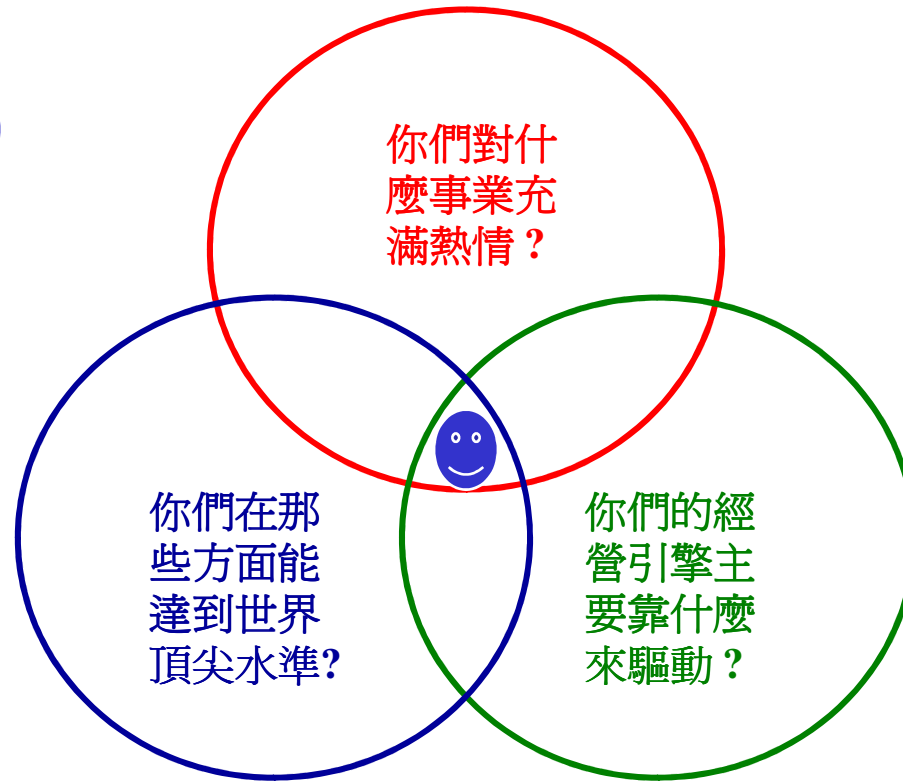 你們對什
麼事業充
滿熱情？
你們在那
些方面能
達到世界
頂尖水準?
你們的經
營引擎主
要靠什麼
來驅動？